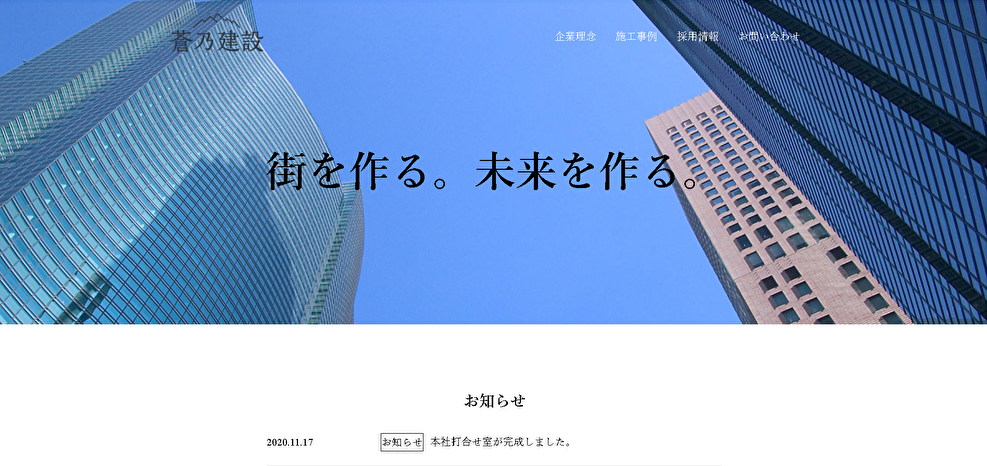 蒼乃建設
企業理念 施工事例 採用情報 お問い合わせ
街を作る。未来を作る。
お知らせ
2020.11.17 お知らせ 本社打合せ室が完成しました。